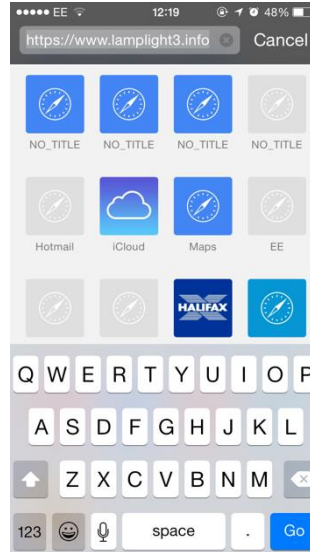 EE 12:19 48%
https://www.lamplight3.info Cancel
NO_TITLE NO_TITLE NO_TITLE NO_TITLE
Hotmail iCloud Maps EE
HALIFAX
Q W E R T Y U I O P
A S D F G H J K L
Z X C V B N M
123 space . Go